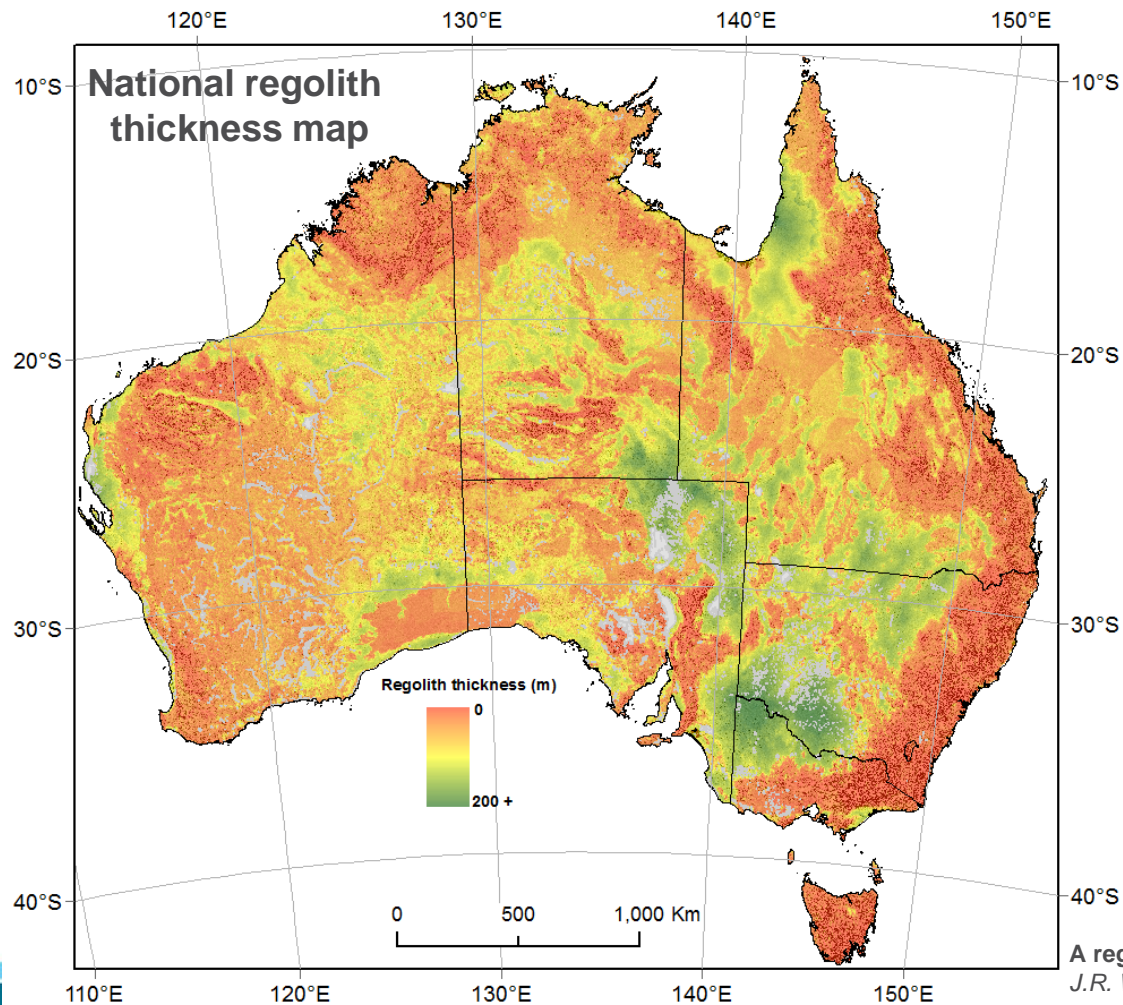 120°E 130°E 140°E 150°E
National regolith
thickness map
10°S 10°S
20°S 20°S
30°S 30°S
Regolith thickness (m)
0
200 +
40°S 40°S
0 500 1,000 Km
A reg
J.R.
110°E 120°E 130°E 140°E 150°E